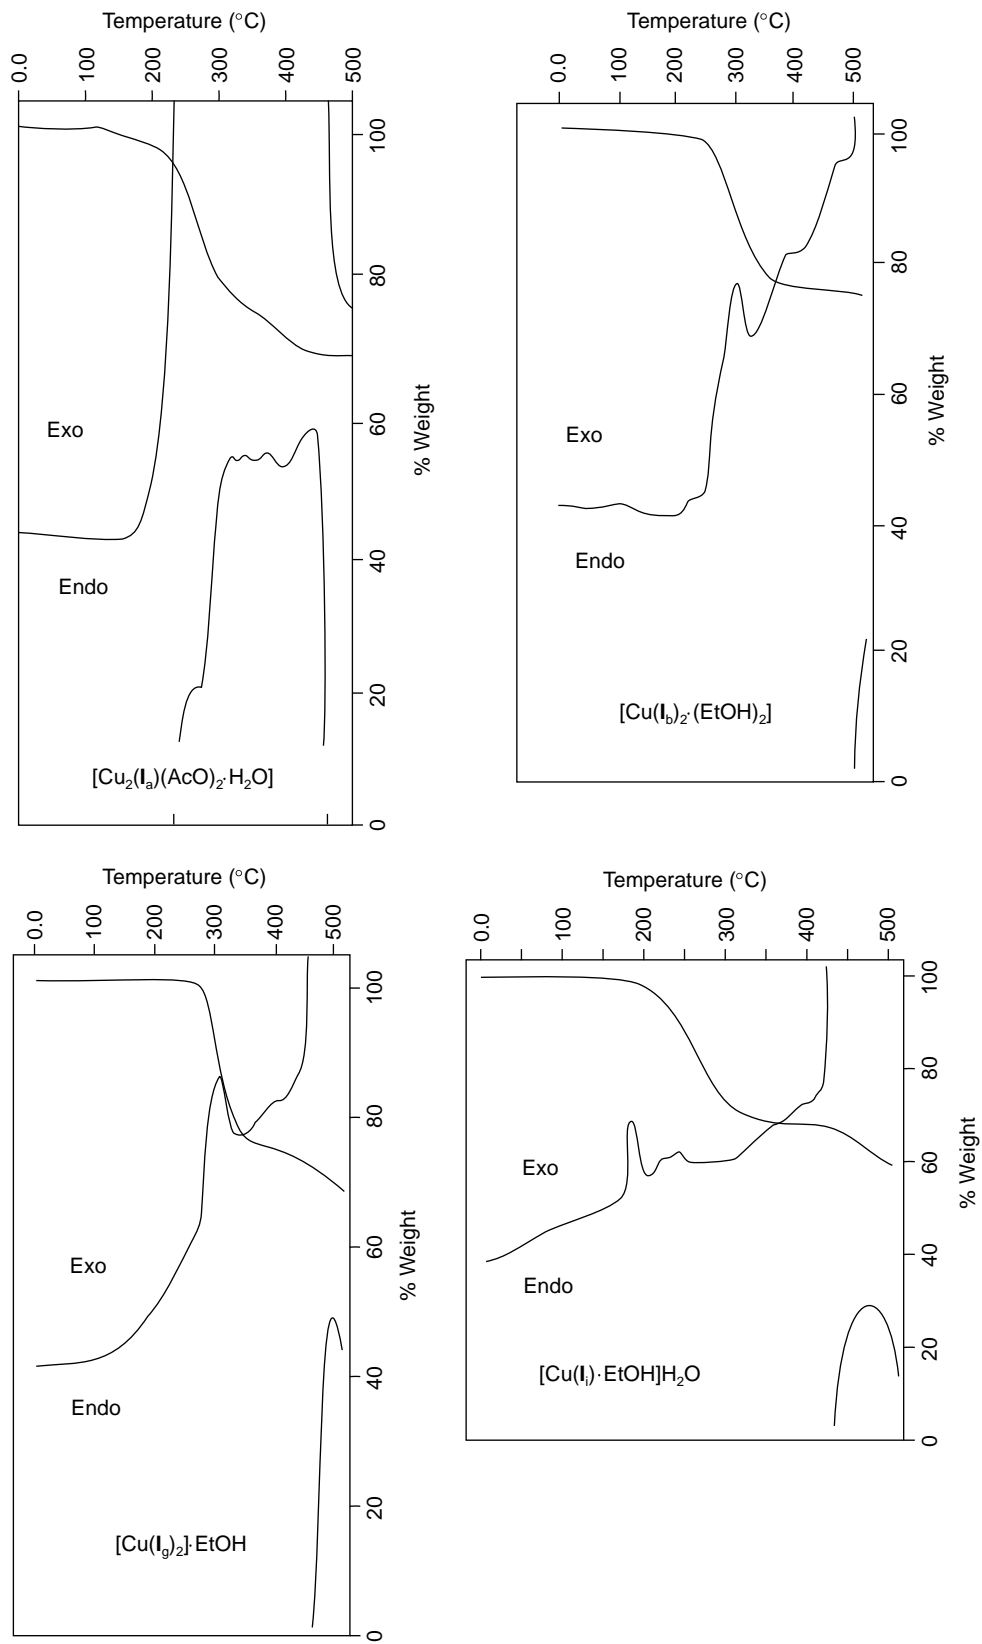 Temperature (°C)
0.0 100 200 300 400 500
100
80
60
40
20
0
% Weight
Exo
Endo
[Cu₂(Iₐ)(AcO)₂·H₂O]
Temperature (°C)
0.0 100 200 300 400 500
100
80
60
40
20
0
% Weight
Exo
Endo
[Cu(I_b)₂·(EtOH)₂]
Temperature (°C)
0.0 100 200 300 400 500
100
80
60
40
20
0
% Weight
Exo
Endo
[Cu(I_g)₂]·EtOH
Temperature (°C)
0.0 100 200 300 400 500
100
80
60
40
20
0
% Weight
Exo
Endo
[Cu(Iᵢ)·EtOH]H₂O